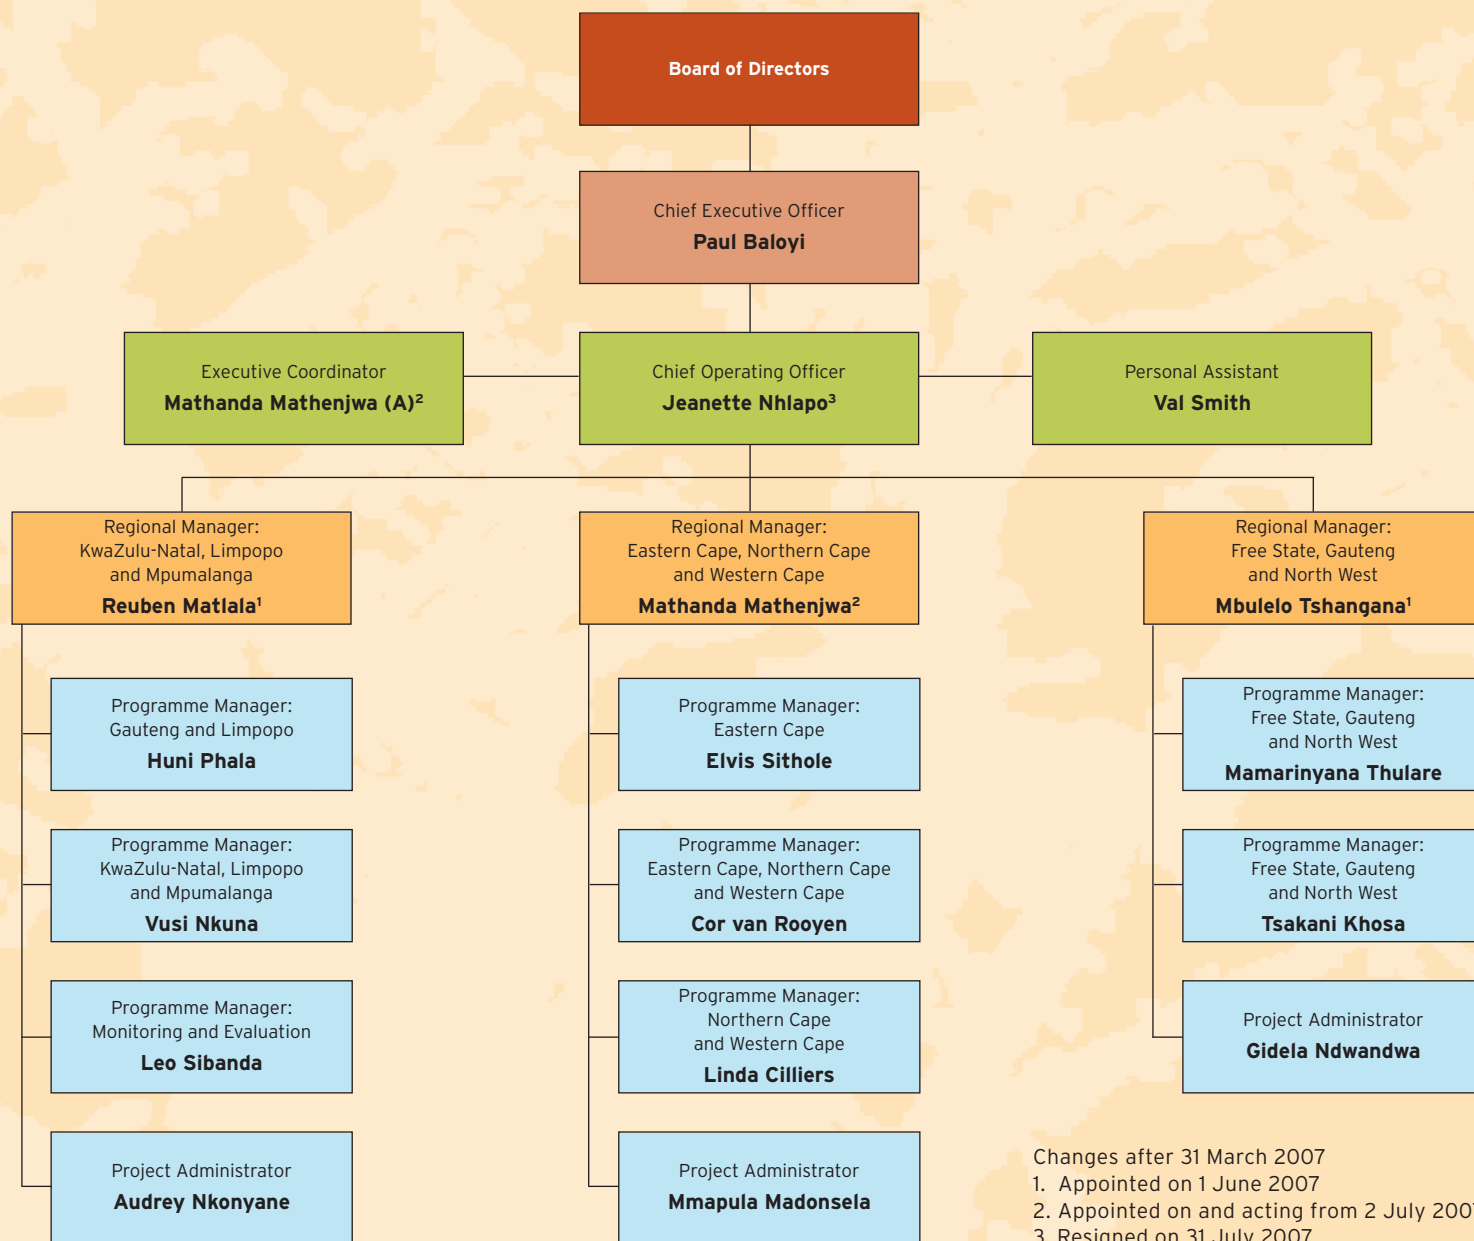 Board of Directors
Chief Executive Officer
Paul Baloyi
Executive Coordinator
Mathanda Mathenjwa (A)²
Chief Operating Officer
Jeanette Nhlapo³
Personal Assistant
Val Smith
Regional Manager:
KwaZulu-Natal, Limpopo
and Mpumalanga
Reuben Matlala¹
Regional Manager:
Eastern Cape, Northern Cape
and Western Cape
Mathanda Mathenjwa²
Regional Manager:
Free State, Gauteng
and North West
Mbulelo Tshangana¹
Programme Manager:
Gauteng and Limpopo
Huni Phala
Programme Manager:
Eastern Cape
Elvis Sithole
Programme Manager:
Free State, Gauteng
and North West
Mamarinyana Thulare
Programme Manager:
KwaZulu-Natal, Limpopo
and Mpumalanga
Vusi Nkuna
Programme Manager:
Eastern Cape, Northern Cape
and Western Cape
Cor van Rooyen
Programme Manager:
Free State, Gauteng
and North West
Tsakani Khosa
Programme Manager:
Monitoring and Evaluation
Leo Sibanda
Programme Manager:
Northern Cape
and Western Cape
Linda Cilliers
Project Administrator
Gidela Ndwandwa
Project Administrator
Audrey Nkonyane
Project Administrator
Mmapula Madonsela
Changes after 31 March 2007
1. Appointed on 1 June 2007
2. Appointed on and acting from 2 July 2007
3. Resigned on 31 July 2007